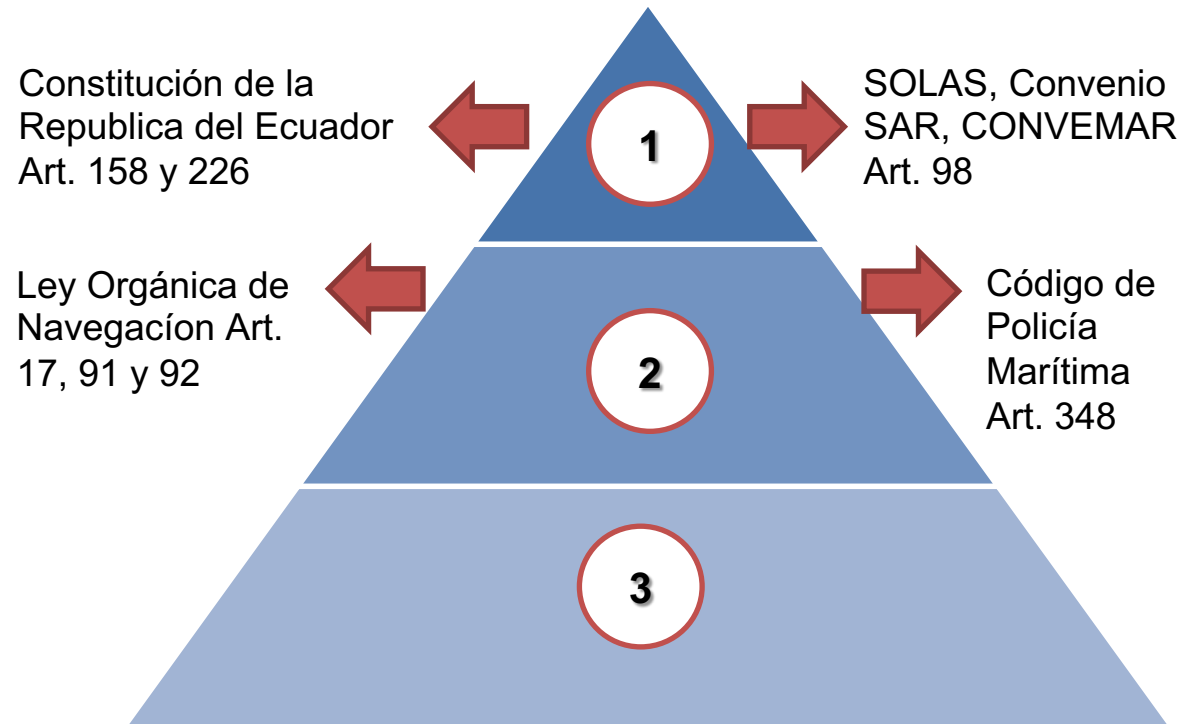 Constitución de la
Republica del Ecuador
Art. 158 y 226
1
SOLAS, Convenio
SAR, CONVEMAR
Art. 98
Ley Orgánica de
Navegacíon Art.
17, 91 y 92
2
Código de
Policía
Marítima
Art. 348
3